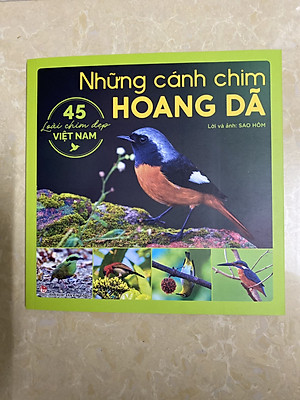 Những cánh chim
HOANG DÃ
Lời và ảnh: SAO HÔM
45
Loài chim đẹp
VIỆT NAM